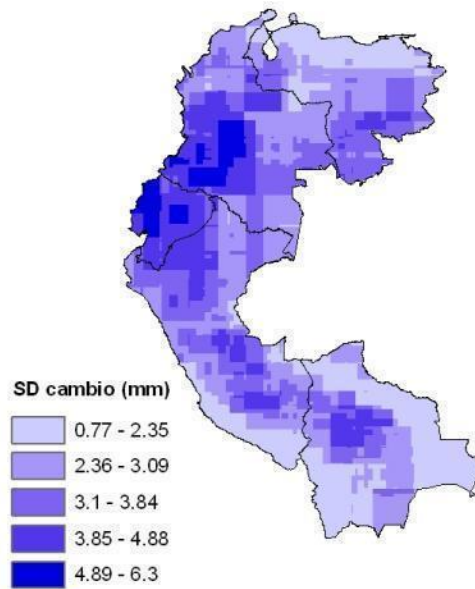 SD cambio (mm)
0.77 - 2.35
2.36 - 3.09
3.1 - 3.84
3.85 - 4.88
4.89 - 6.3